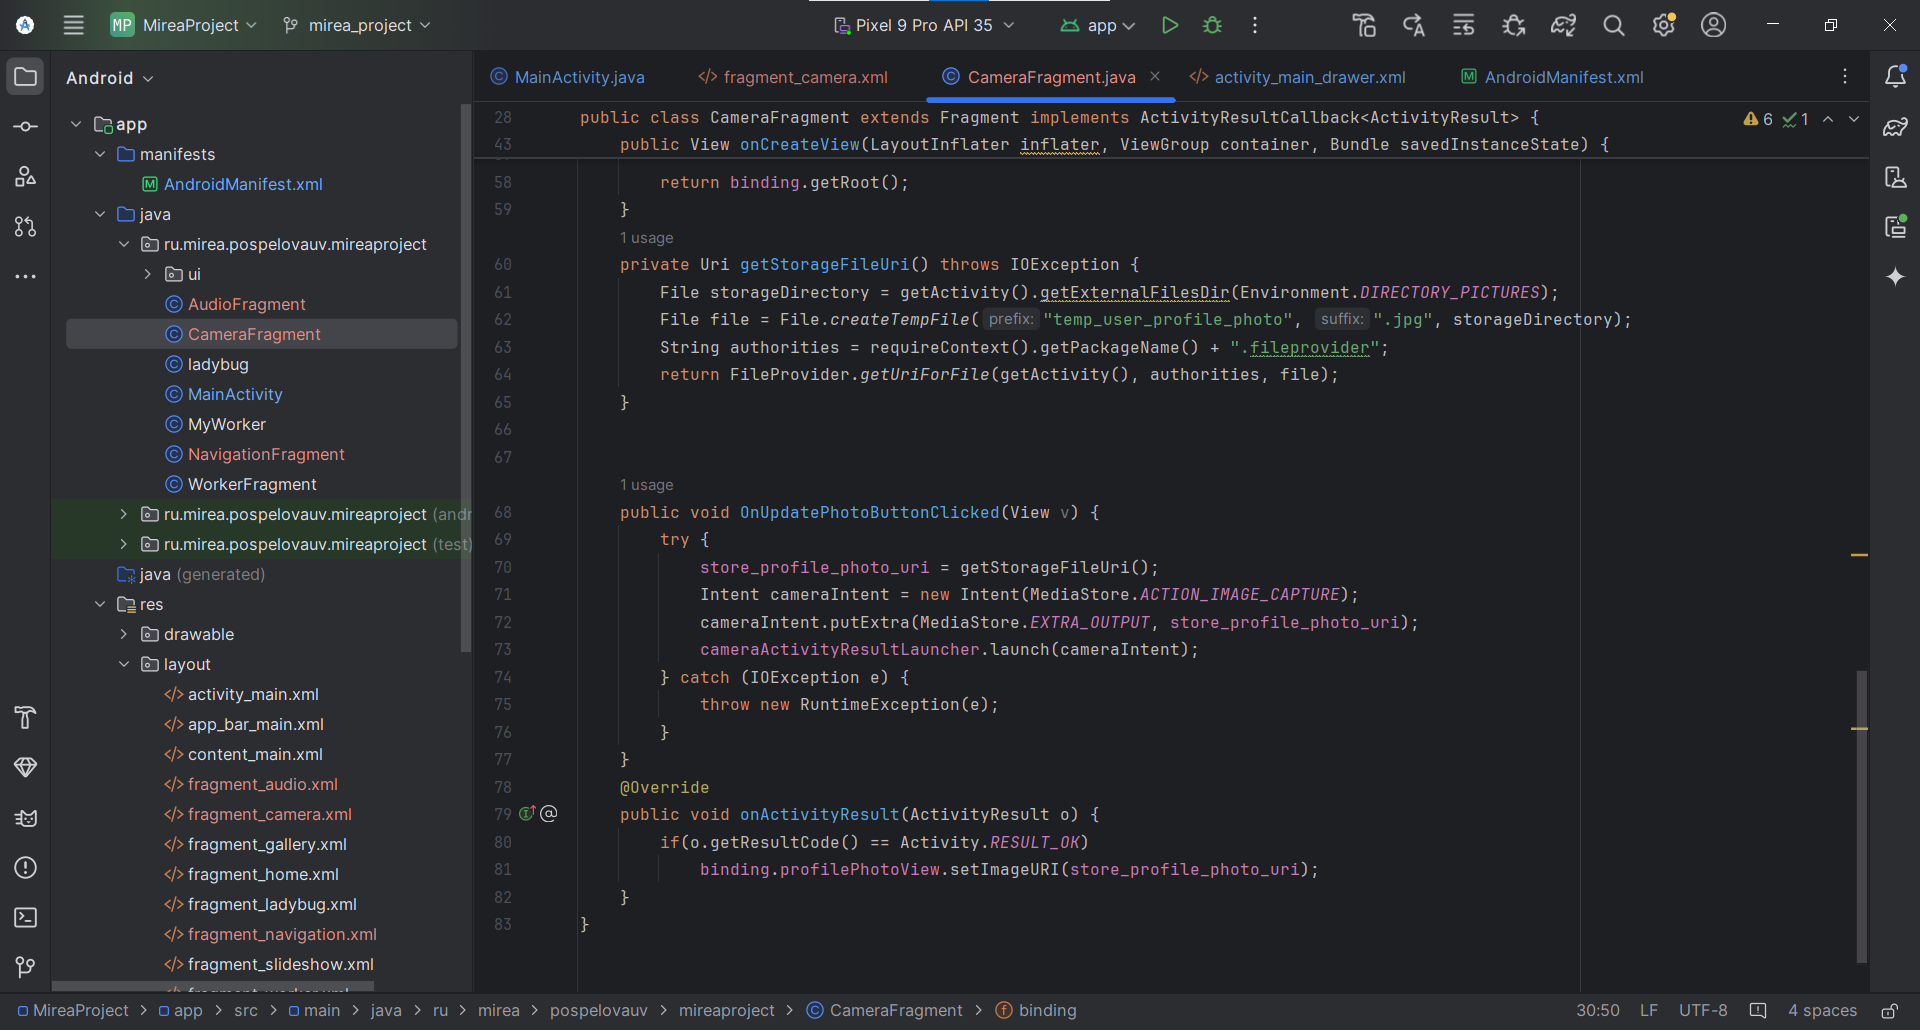 MP MireaProject mirea_project Pixel 9 Pro API 35 app
Android
app
manifests
AndroidManifest.xml
java
ru.mirea.pospelovauv.mireaproject
ui
AudioFragment
CameraFragment
ladybug
MainActivity
MyWorker
NavigationFragment
WorkerFragment
ru.mirea.pospelovauv.mireaproject (andr
ru.mirea.pospelovauv.mireaproject (test)
java (generated)
res
drawable
layout
activity_main.xml
app_bar_main.xml
content_main.xml
fragment_audio.xml
fragment_camera.xml
fragment_gallery.xml
fragment_home.xml
fragment_ladybug.xml
fragment_navigation.xml
fragment_slideshow.xml
MainActivity.java fragment_camera.xml CameraFragment.java activity_main_drawer.xml AndroidManifest.xml
28 public class CameraFragment extends Fragment implements ActivityResultCallback<ActivityResult> { 6 1
43 public View onCreateView(LayoutInflater inflater, ViewGroup container, Bundle savedInstanceState) {
58 return binding.getRoot();
59 }
1 usage
60 private Uri getStorageFileUri() throws IOException {
61 File storageDirectory = getActivity().getExternalFilesDir(Environment.DIRECTORY_PICTURES);
62 File file = File.createTempFile( prefix: "temp_user_profile_photo", suffix: ".jpg", storageDirectory);
63 String authorities = requireContext().getPackageName() + ".fileprovider";
64 return FileProvider.getUriForFile(getActivity(), authorities, file);
65 }
66
67
1 usage
68 public void OnUpdatePhotoButtonClicked(View v) {
69 try {
70 store_profile_photo_uri = getStorageFileUri();
71 Intent cameraIntent = new Intent(MediaStore.ACTION_IMAGE_CAPTURE);
72 cameraIntent.putExtra(MediaStore.EXTRA_OUTPUT, store_profile_photo_uri);
73 cameraActivityResultLauncher.launch(cameraIntent);
74 } catch (IOException e) {
75 throw new RuntimeException(e);
76 }
77 }
78 @Override
79 public void onActivityResult(ActivityResult o) {
80 if(o.getResultCode() == Activity.RESULT_OK)
81 binding.profilePhotoView.setImageURI(store_profile_photo_uri);
82 }
83 }
MireaProject > app > src > main > java > ru > mirea > pospelovauv > mireaproject > CameraFragment > binding 30:50 LF UTF-8 4 spaces